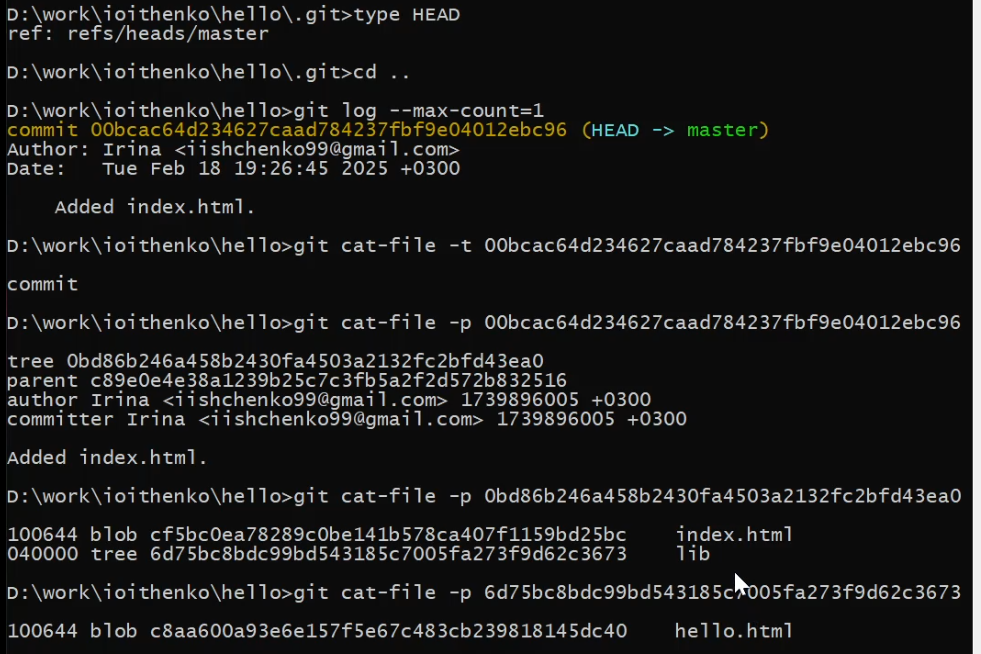 D:\work\ioithenko\hello\.git>type HEAD
ref: refs/heads/master
D:\work\ioithenko\hello\.git>cd ..
D:\work\ioithenko\hello>git log --max-count=1
commit 00bcac64d234627caad784237fbf9e04012ebc96 (HEAD -> master)
Author: Irina <iishchenko99@gmail.com>
Date:   Tue Feb 18 19:26:45 2025 +0300
    Added index.html.
D:\work\ioithenko\hello>git cat-file -t 00bcac64d234627caad784237fbf9e04012ebc96
commit
D:\work\ioithenko\hello>git cat-file -p 00bcac64d234627caad784237fbf9e04012ebc96
tree 0bd86b246a458b2430fa4503a2132fc2bfd43ea0
parent c89e0e4e38a1239b25c7c3fb5a2f2d572b832516
author Irina <iishchenko99@gmail.com> 1739896005 +0300
committer Irina <iishchenko99@gmail.com> 1739896005 +0300
Added index.html.
D:\work\ioithenko\hello>git cat-file -p 0bd86b246a458b2430fa4503a2132fc2bfd43ea0
100644 blob cf5bc0ea78289c0be141b578ca407f1159bd25bc    index.html
040000 tree 6d75bc8bdc99bd543185c7005fa273f9d62c3673    lib
D:\work\ioithenko\hello>git cat-file -p 6d75bc8bdc99bd543185c7005fa273f9d62c3673
100644 blob c8aa600a93e6e157f5e67c483cb239818145dc40    hello.html